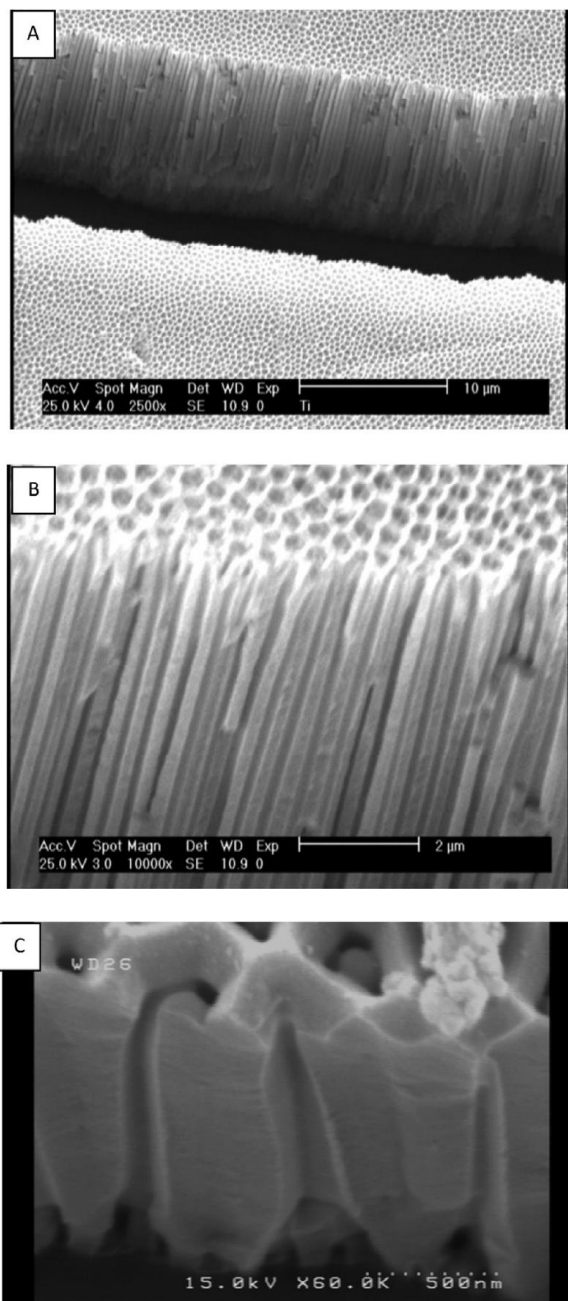 A
Acc.V Spot Magn Det WD Exp 10 µm
25.0 kV 4.0 2500x SE 10.9 0 Ti
B
Acc.V Spot Magn Det WD Exp 2 µm
25.0 kV 3.0 10000x SE 10.9 0
C
WD26
15.0kV X60.0K 500nm